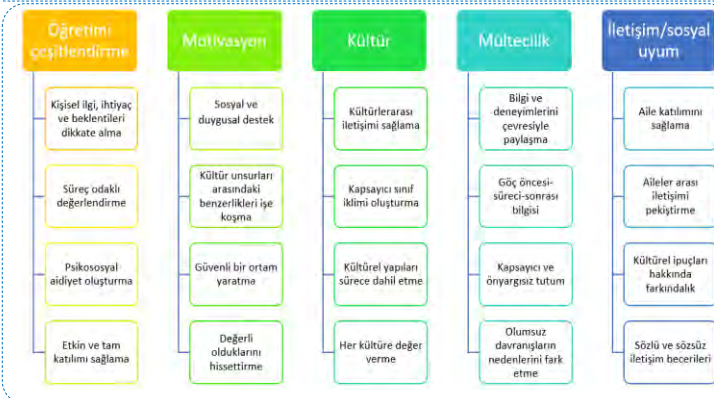 Öğretimi
çeşitlendirme
Kişisel ilgi, ihtiyaç
ve beklentileri
dikkate alma
Süreç odaklı
değerlendirme
Psikososyal
aidiyet oluşturma
Etkin ve tam
katılımı sağlama
Motivasyon
Sosyal ve
duygusal destek
Kültür unsurları
arasındaki
benzerlikleri işe
koşma
Güvenli bir ortam
yaratma
Değerli
olduklarını
hissettirme
Kültür
Kültürlerarası
iletişimi sağlama
Kapsayıcı sınıf
iklimi oluşturma
Kültürel yapıları
sürece dahil etme
Her kültüre değer
verme
Mültecilik
Bilgi ve
deneyimlerini
çevresiyle
paylaşma
Göç öncesi-
süreci-sonrası
bilgisi
Kapsayıcı ve
önyargısız tutum
Olumsuz
davranışların
nedenlerini fark
etme
İletişim/sosyal
uyum
Aile katılımını
sağlama
Aileler arası
iletişimi
pekiştirme
Kültürel ipuçları
hakkında
farkındalık
Sözlü ve sözsüz
iletişim becerileri